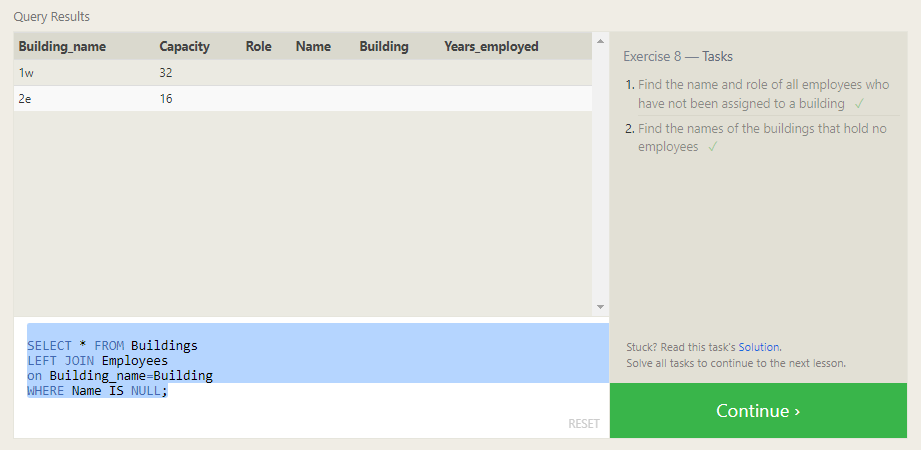 Query Results
Building_name Capacity Role Name Building Years_employed
1w 32
2e 16
SELECT * FROM Buildings
LEFT JOIN Employees
on Building_name=Building
WHERE Name IS NULL;
RESET
Exercise 8 — Tasks
1. Find the name and role of all employees who
have not been assigned to a building ✓
2. Find the names of the buildings that hold no
employees ✓
Stuck? Read this task's Solution.
Solve all tasks to continue to the next lesson.
Continue ›